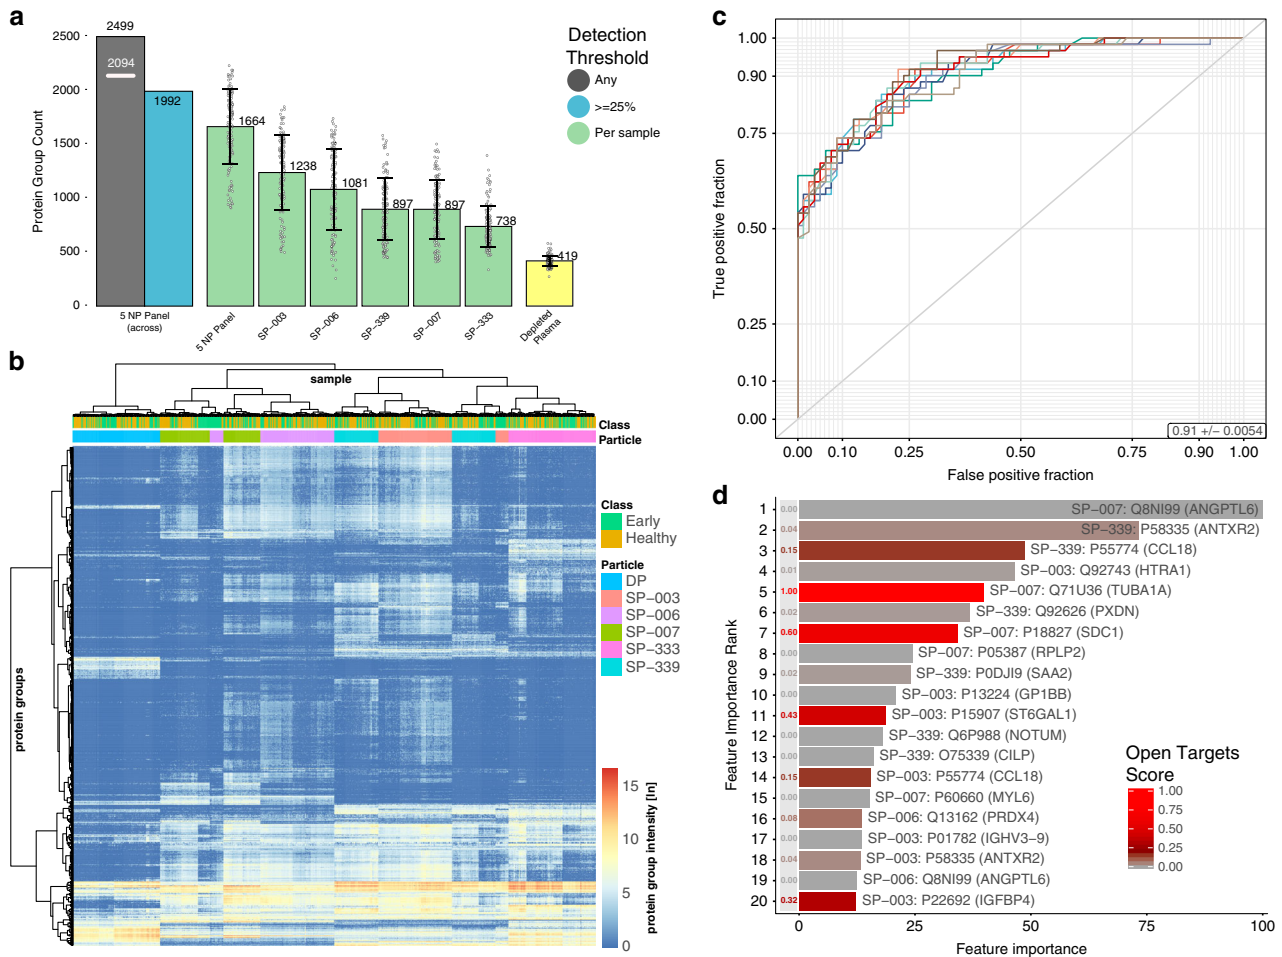 a
Detection
Threshold
Any
>=25%
Per sample
Protein Group Count
2500
2000
1500
1000
500
0
2499
2094
1992
1664
1238
1081
897
897
738
419
5 NP Panel
(across)
5 NP Panel
SP-003
SP-006
SP-339
SP-007
SP-333
Depleted
Plasma
b
sample
Class
Particle
protein groups
Class
Early
Healthy
Particle
DP
SP-003
SP-006
SP-007
SP-333
SP-339
protein group intensity [ln]
15
10
5
0
c
True positive fraction
1.00
0.90
0.75
0.50
0.25
0.10
0.00
0.91 +/- 0.0054
0.00 0.10 0.25 0.50 0.75 0.90 1.00
False positive fraction
d
Feature Importance Rank
1 0.00 SP-007: Q8NI99 (ANGPTL6)
2 0.04 SP-339: P58335 (ANTXR2)
3 0.15 SP-339: P55774 (CCL18)
4 0.01 SP-003: Q92743 (HTRA1)
5 1.00 SP-007: Q71U36 (TUBA1A)
6 0.02 SP-339: Q92626 (PXDN)
7 0.60 SP-007: P18827 (SDC1)
8 0.00 SP-007: P05387 (RPLP2)
9 0.02 SP-339: P0DJI9 (SAA2)
10 0.00 SP-003: P13224 (GP1BB)
11 0.43 SP-003: P15907 (ST6GAL1)
12 0.00 SP-339: Q6P988 (NOTUM)
13 0.00 SP-339: O75339 (CILP)
14 0.15 SP-003: P55774 (CCL18)
15 0.00 SP-007: P60660 (MYL6)
16 0.08 SP-006: Q13162 (PRDX4)
17 0.00 SP-003: P01782 (IGHV3-9)
18 0.04 SP-003: P58335 (ANTXR2)
19 0.00 SP-006: Q8NI99 (ANGPTL6)
20 0.32 SP-003: P22692 (IGFBP4)
Open Targets
Score
1.00
0.75
0.50
0.25
0.00
0 25 50 75 100
Feature importance